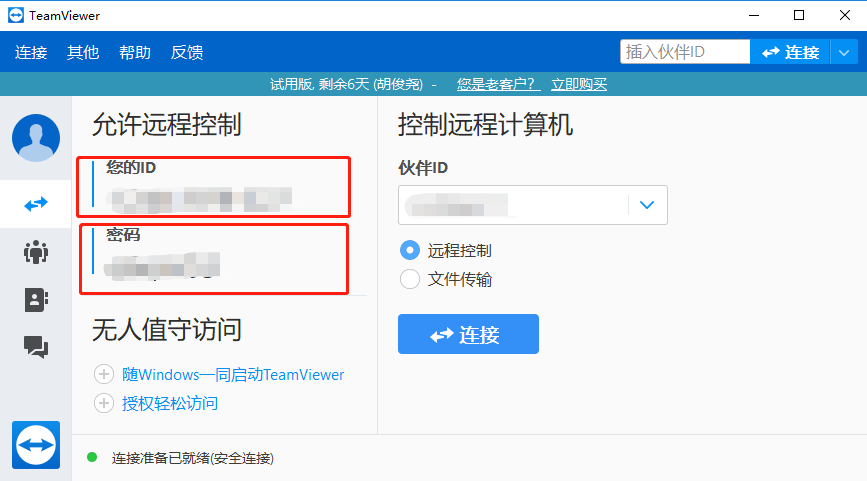 TeamViewer
连接 其他 帮助 反馈
插入伙伴ID 连接
试用版, 剩余6天 (胡俊尧) - 您是老客户? 立即购买
允许远程控制
您的ID
密码
无人值守访问
随Windows一同启动TeamViewer
授权轻松访问
控制远程计算机
伙伴ID
远程控制
文件传输
连接
连接准备已就绪(安全连接)